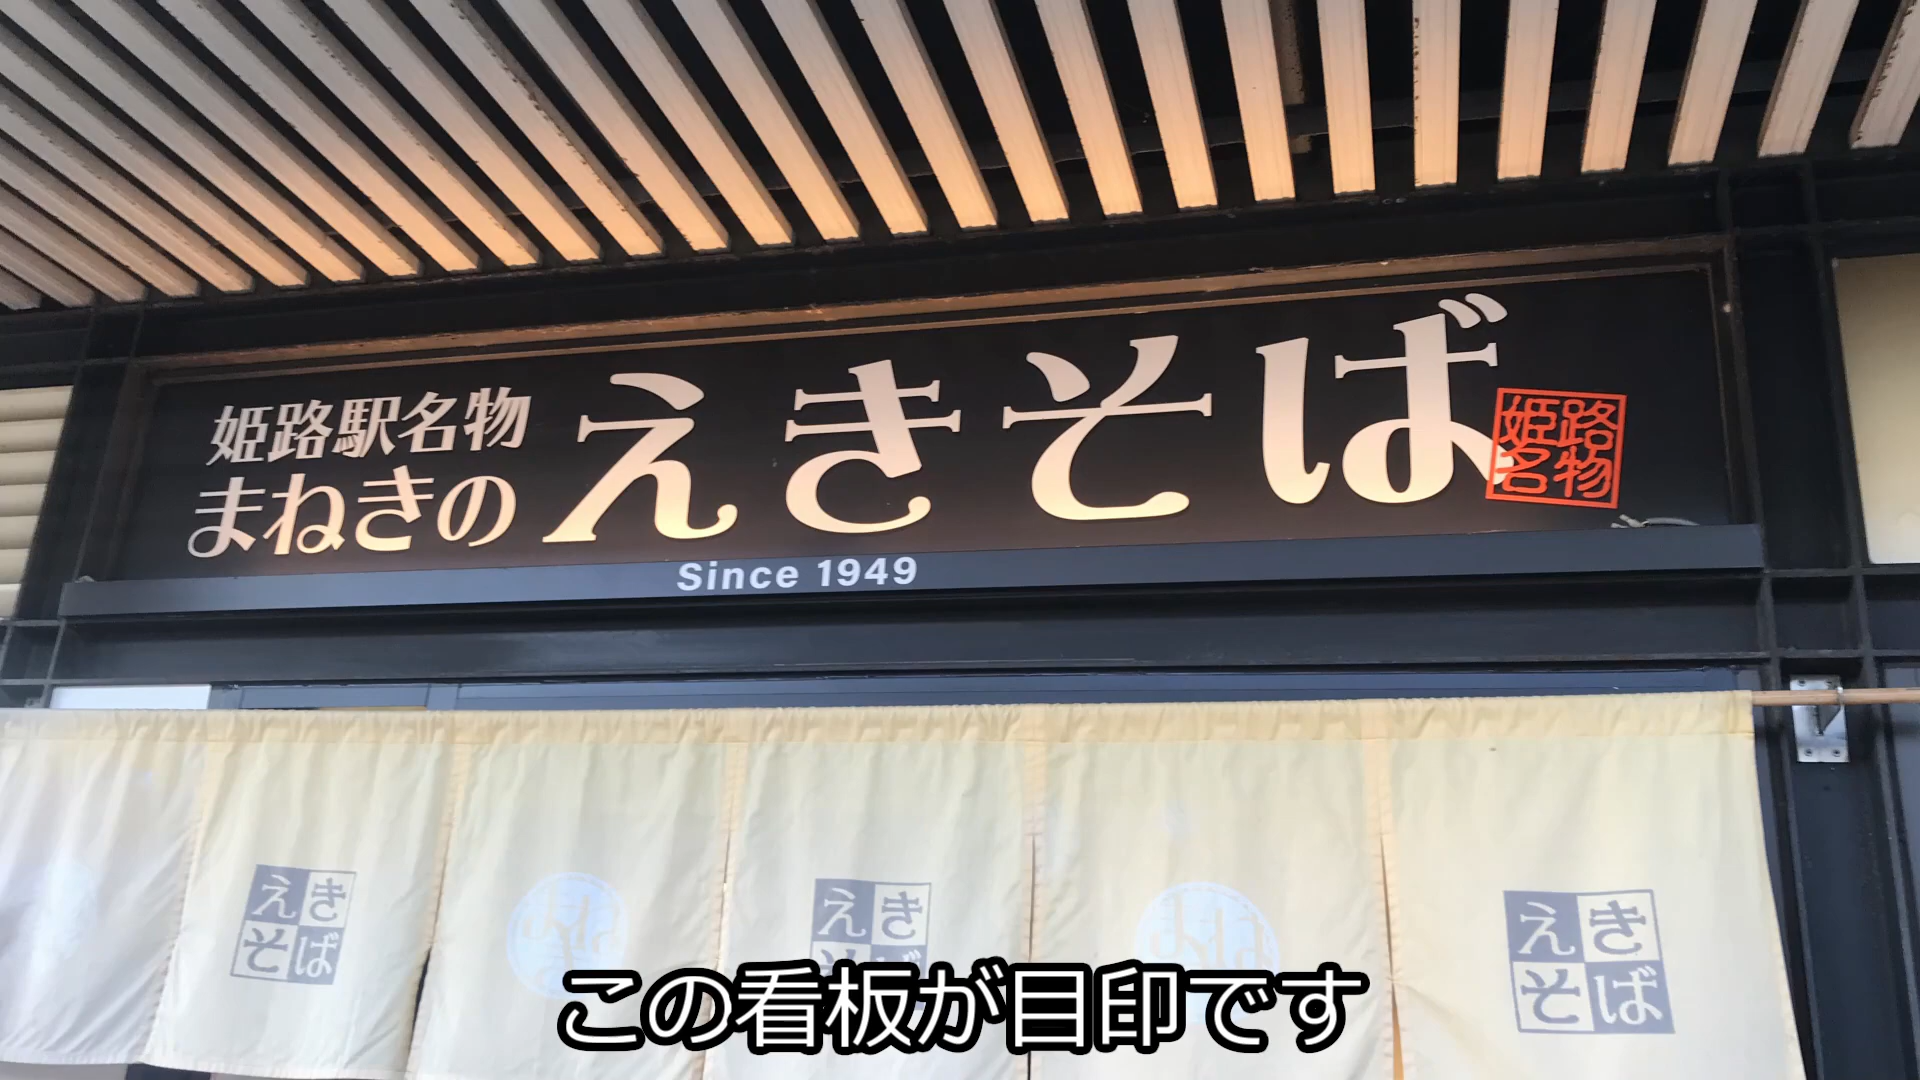 姫路駅名物
まねきの
えきそば
姫路
名物
Since 1949
えき
そば
えき
えき
そば
この看板が目印です